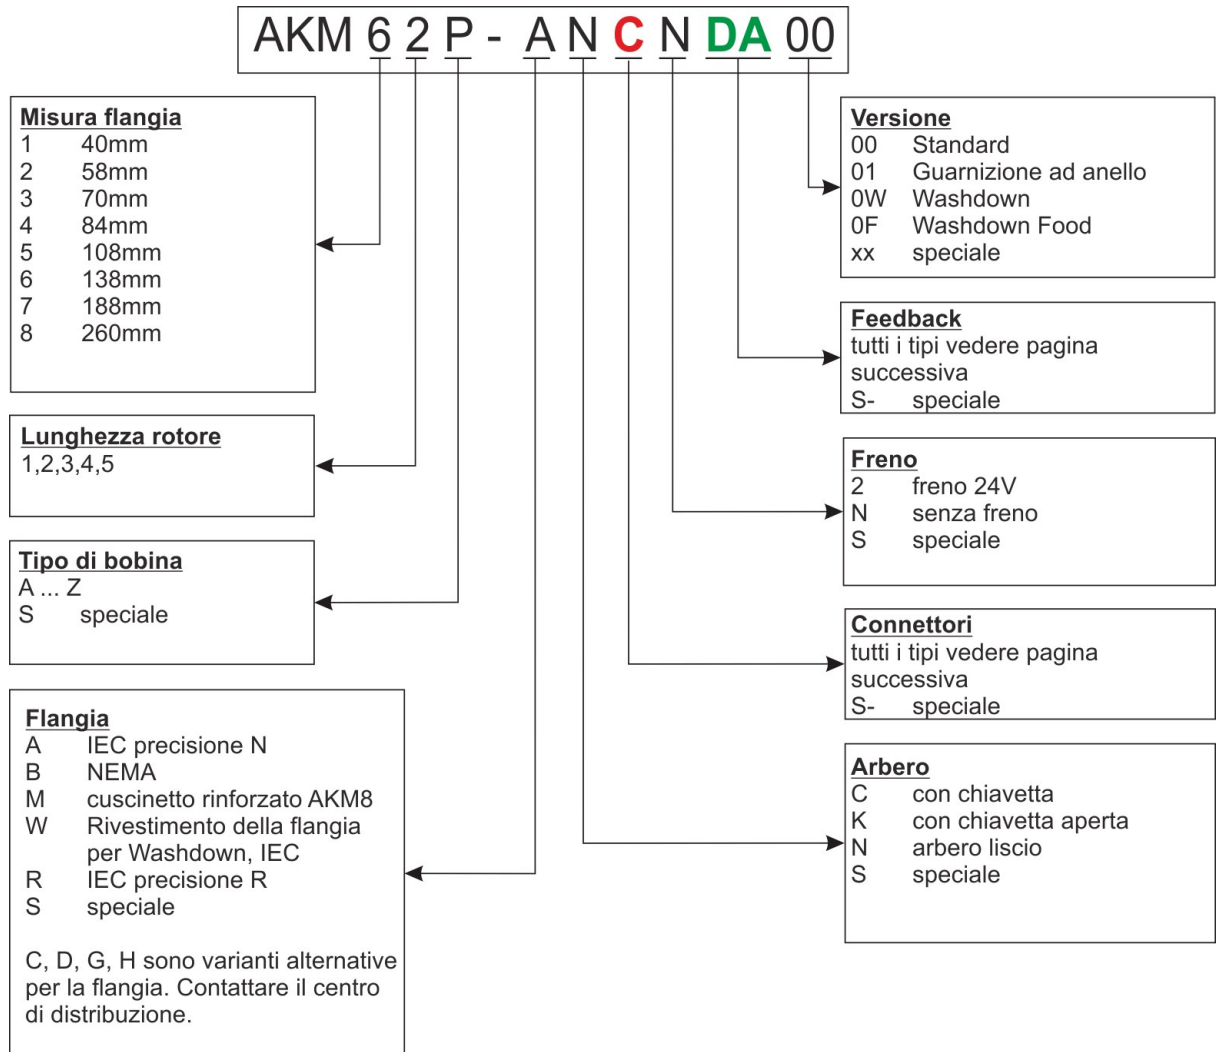 AKM 6 2 P - A N C N DA 00
Misura flangia
1 40mm
2 58mm
3 70mm
4 84mm
5 108mm
6 138mm
7 188mm
8 260mm
Lunghezza rotore
1,2,3,4,5
Tipo di bobina
A ... Z
S speciale
Flangia
A IEC precisione N
B NEMA
M cuscinetto rinforzato AKM8
W Rivestimento della flangia
per Washdown, IEC
R IEC precisione R
S speciale
C, D, G, H sono varianti alternative
per la flangia. Contattare il centro
di distribuzione.
Versione
00 Standard
01 Guarnizione ad anello
0W Washdown
0F Washdown Food
xx speciale
Feedback
tutti i tipi vedere pagina
successiva
S- speciale
Freno
2 freno 24V
N senza freno
S speciale
Connettori
tutti i tipi vedere pagina
successiva
S- speciale
Arbero
C con chiavetta
K con chiavetta aperta
N arbero liscio
S speciale